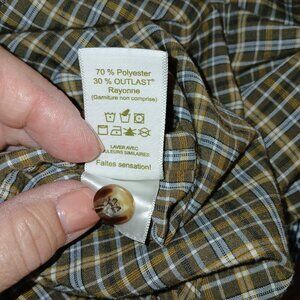 70 % Polyester
30 % OUTLAST®
Rayonne
(Garniture non comprise)
LAVER AVEC
COULEURS SIMILAIRES
Faites sensation!